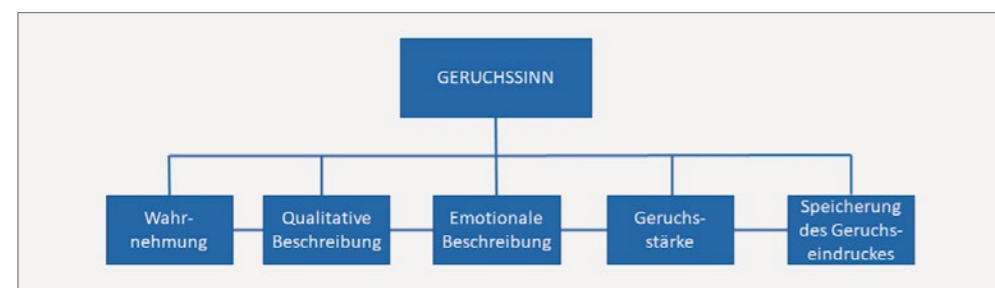 GERUCHSSINN
Wahr-
nehmung
Qualitative
Beschreibung
Emotionale
Beschreibung
Geruchs-
stärke
Speicherung
des Geruchs-
eindruckes